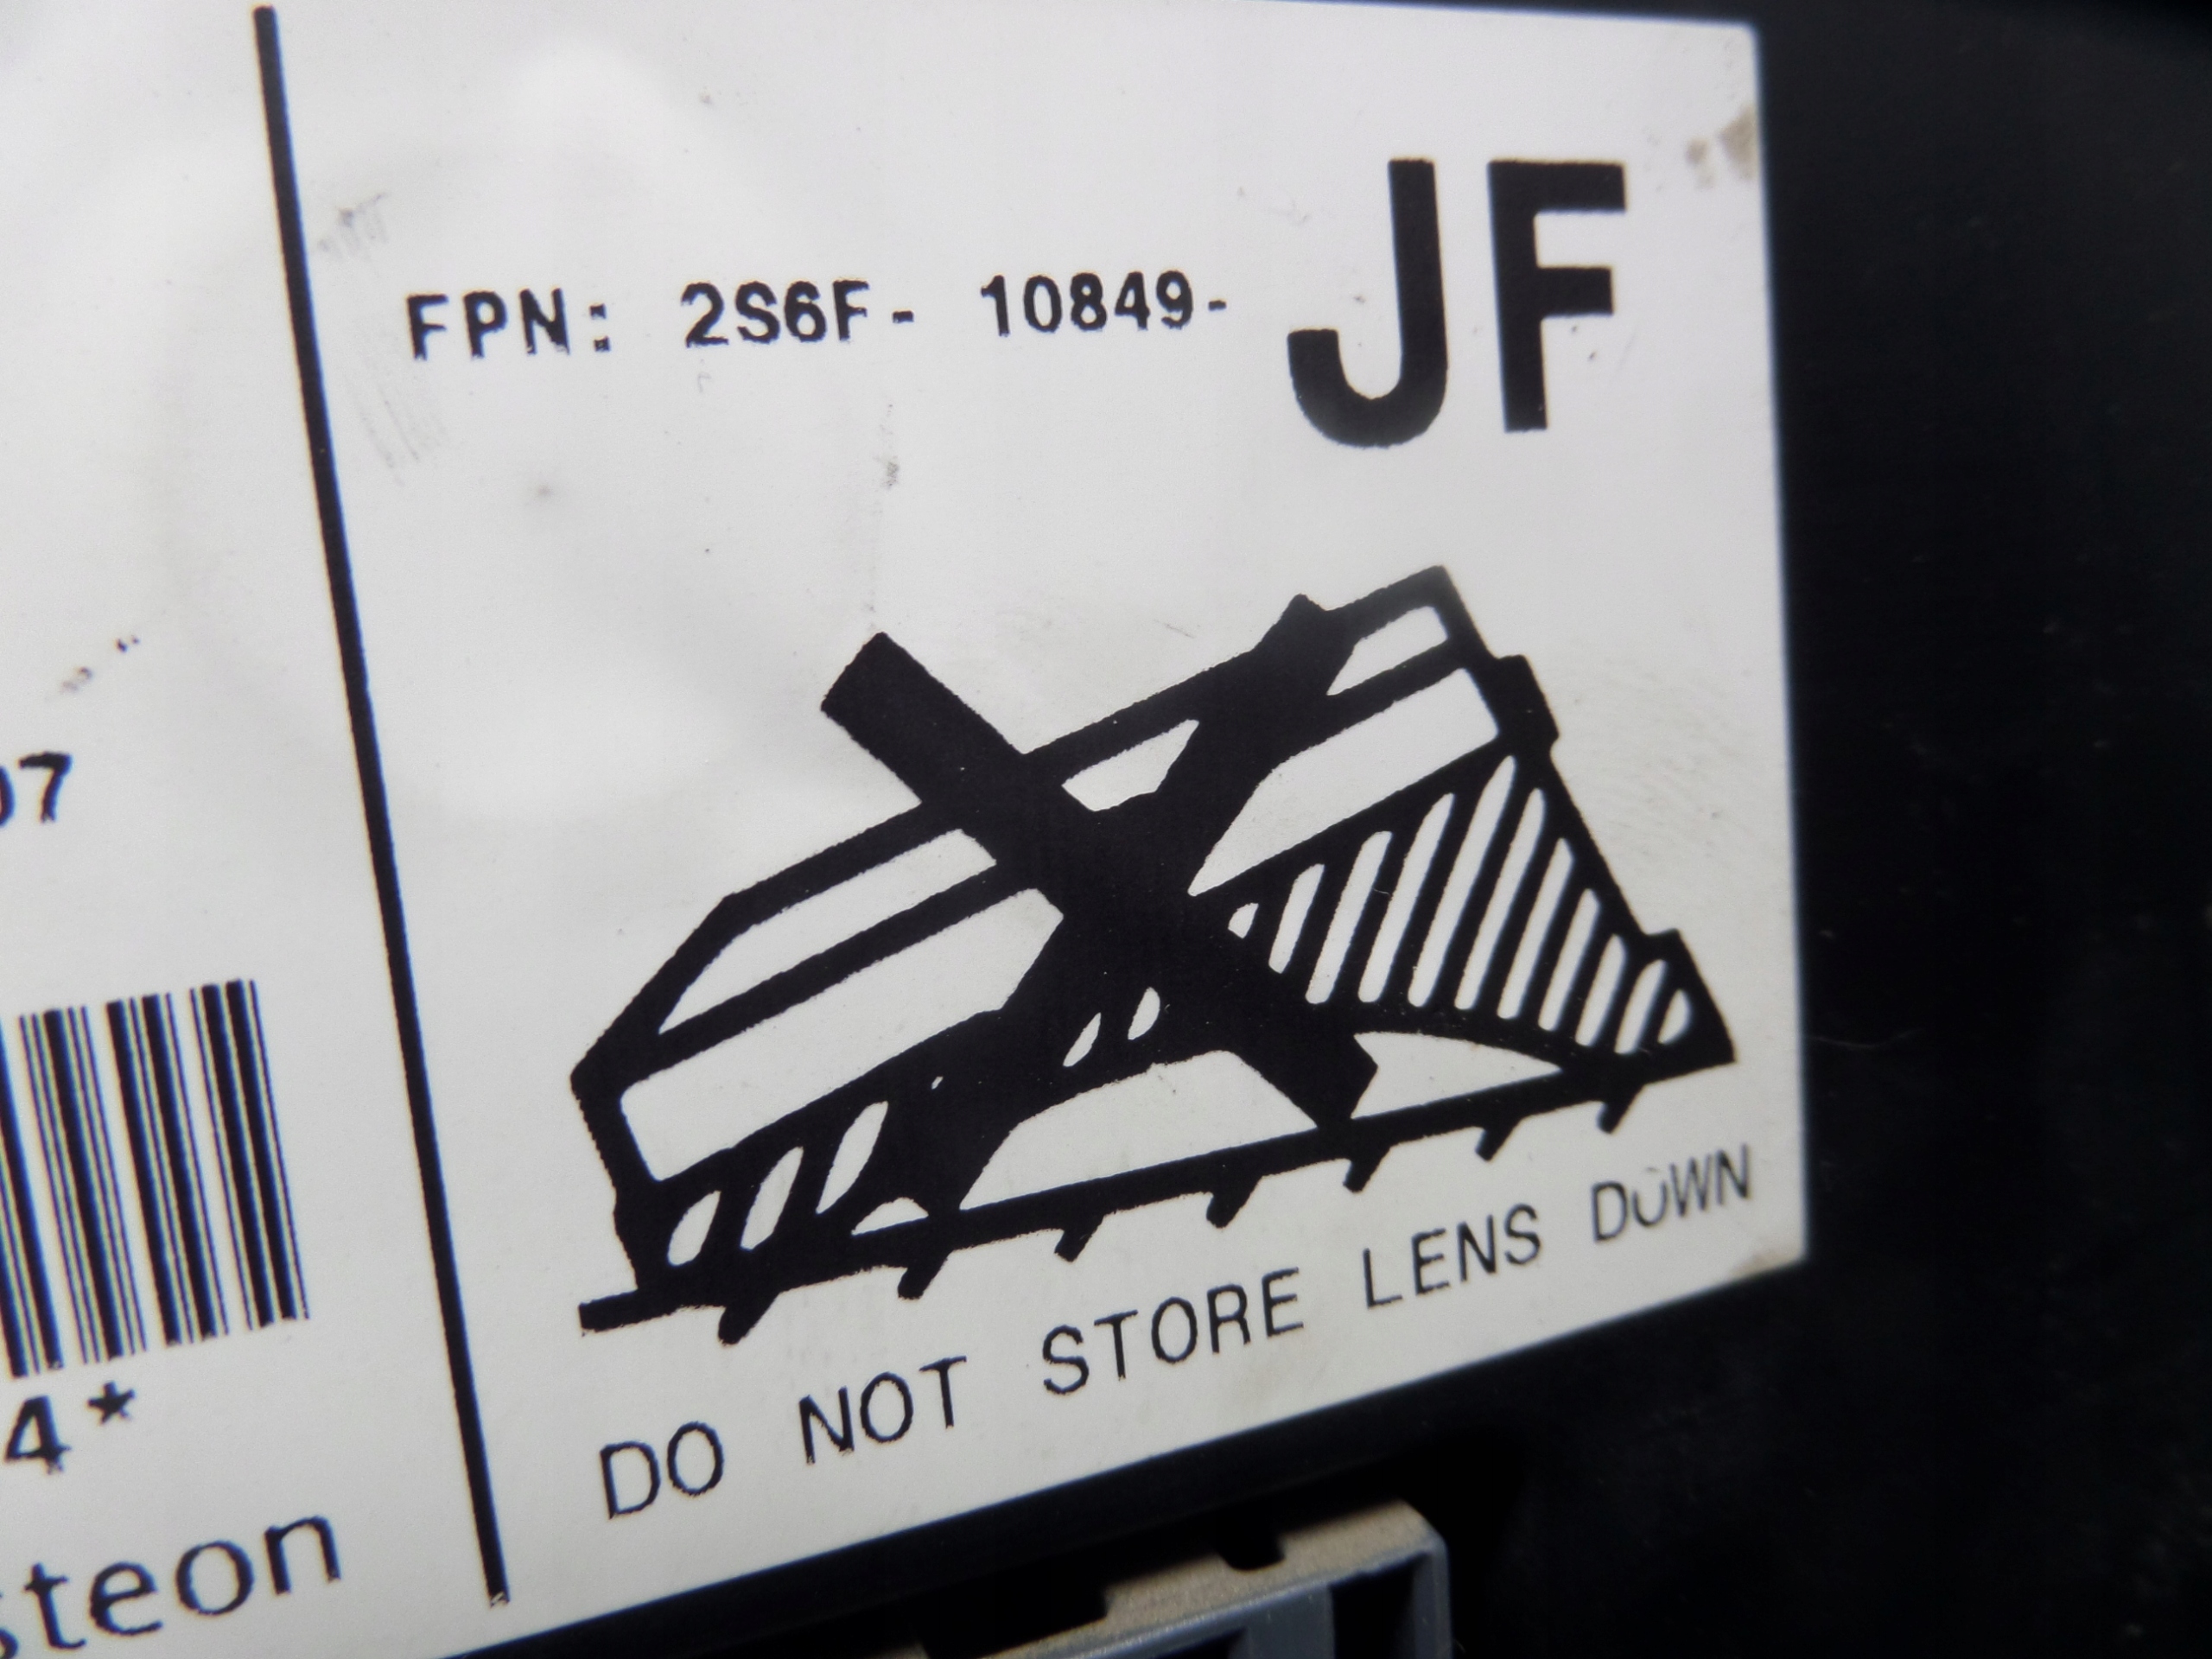 FPN: 2S6F- 10849- JF
07
4*
steon
DO NOT STORE LENS DOWN